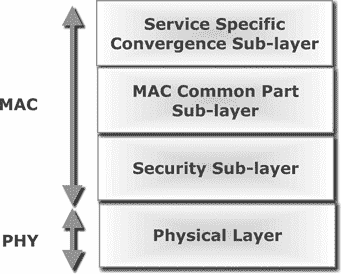 Service Specific
Convergence Sub-layer
MAC
MAC Common Part
Sub-layer
Security Sub-layer
PHY
Physical Layer